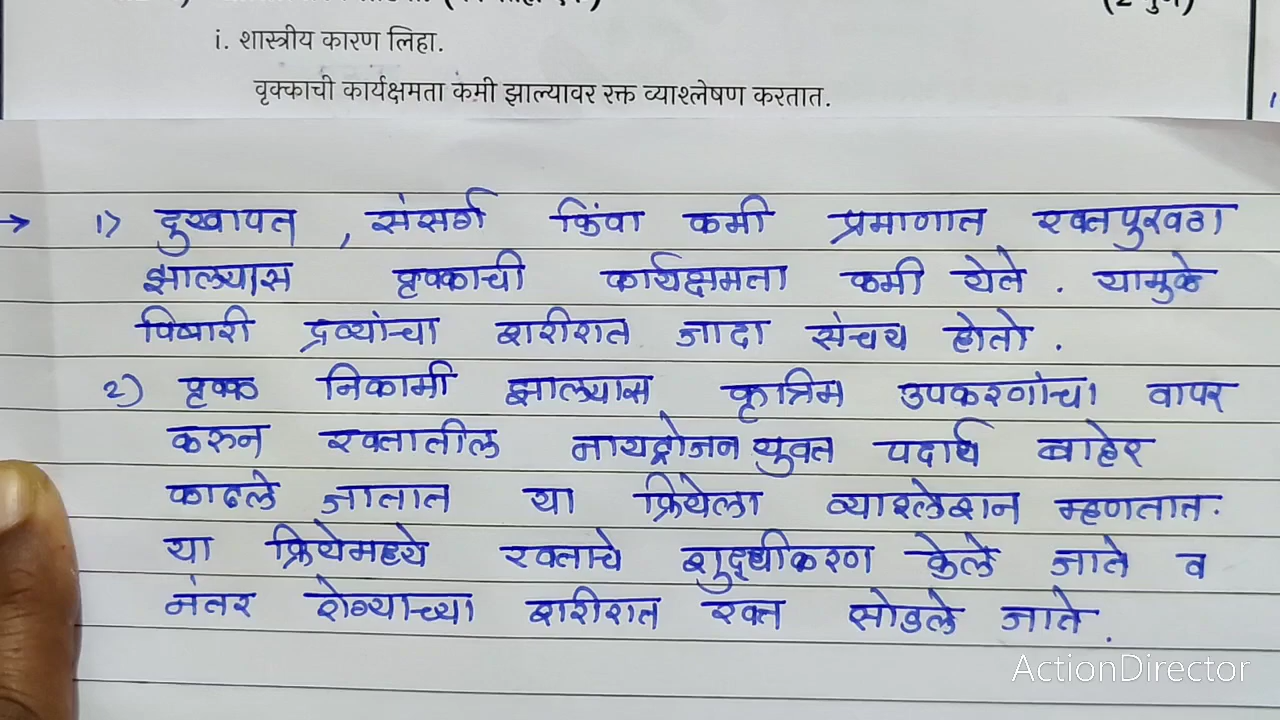 i. शास्त्रीय कारण लिहा.
वृक्काची कार्यक्षमता कमी झाल्यावर रक्त व्याश्लेषण करतात.
→ 1) दुखापत , संसर्ग किंवा कमी प्रमाणात रक्तपुरवठा
झाल्यास वृक्काची कार्यक्षमता कमी येते . यामुळे
विषारी द्रव्यांचा शरीरात जादा संचय होतो .
2) वृक्क निकामी झाल्यास कृत्रिम उपकरणांचा वापर
करुन रक्तातील नायट्रोजन युक्त पदार्थ बाहेर
काढले जातात या क्रियेला व्याश्लेशन म्हणतात.
या क्रियेमध्ये रक्ताचे शुद्धीकरण केले जाते व
नंतर रोग्याच्या शरीरात रक्त सोडले जाते .
ActionDirector